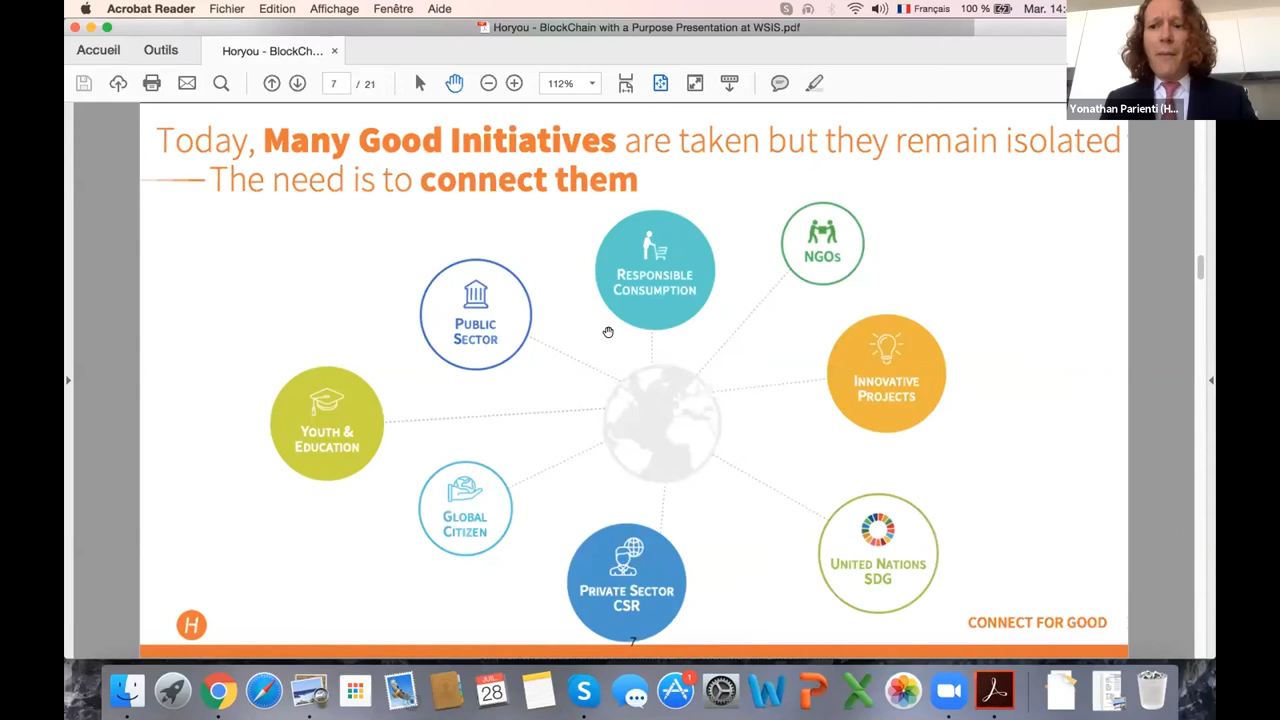 Acrobat Reader Fichier Edition Affichage Fenêtre Aide
Français 100 % Mar. 14:
Horyou - BlockChain with a Purpose Presentation at WSiS.pdf
Accueil Outils Horyou - BlockCh... ×
7 / 21 112%
Yonathan Parienti (H...
Today, Many Good Initiatives are taken but they remain isolated
The need is to connect them
RESPONSIBLE
CONSUMPTION
NGOs
PUBLIC
SECTOR
INNOVATIVE
PROJECTS
YOUTH &
EDUCATION
GLOBAL
CITIZEN
UNITED NATIONS
SDG
PRIVATE SECTOR
CSR
H
CONNECT FOR GOOD
7
JUIL
28
1